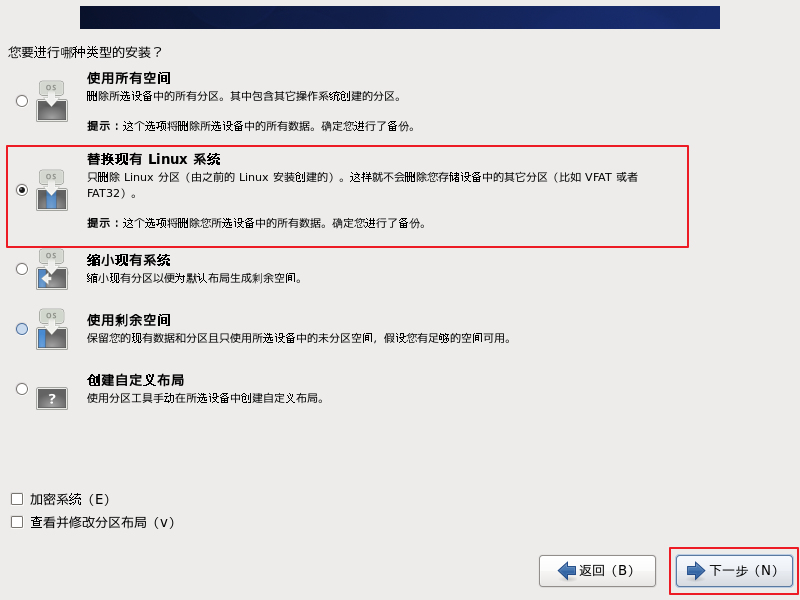 您要进行哪种类型的安装？
使用所有空间
删除所选设备中的所有分区。其中包含其它操作系统创建的分区。
提示：这个选项将删除所选设备中的所有数据。确定您进行了备份。
替换现有 Linux 系统
只删除 Linux 分区（由之前的 Linux 安装创建的）。这样就不会删除您存储设备中的其它分区（比如 VFAT 或者
FAT32）。
提示：这个选项将删除您所选设备中的所有数据。确定您进行了备份。
缩小现有系统
缩小现有分区以便为默认布局生成剩余空间。
使用剩余空间
保留您的现有数据和分区且只使用所选设备中的未分区空间，假设您有足够的空间可用。
创建自定义布局
使用分区工具手动在所选设备中创建自定义布局。
OS
OS
OS
OS
?
加密系统（E）
查看并修改分区布局（v）
返回（B）
下一步（N）